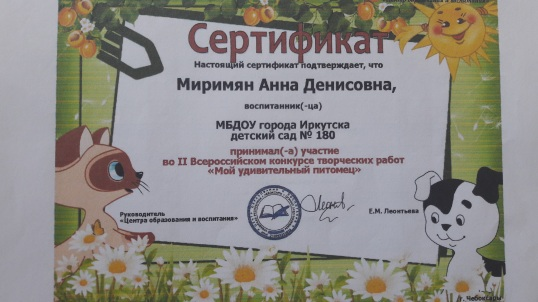 Сертификат
Настоящий сертификат подтверждает, что
Миримян Анна Денисовна,
воспитанник(-ца)
МБДОУ города Иркутска
детский сад № 180
принимал(-а) участие
во II Всероссийском конкурсе творческих работ
«Мой удивительный питомец»
Руководитель
«Центра образования и воспитания»
Е.М. Леонтьева
г. Чебоксары